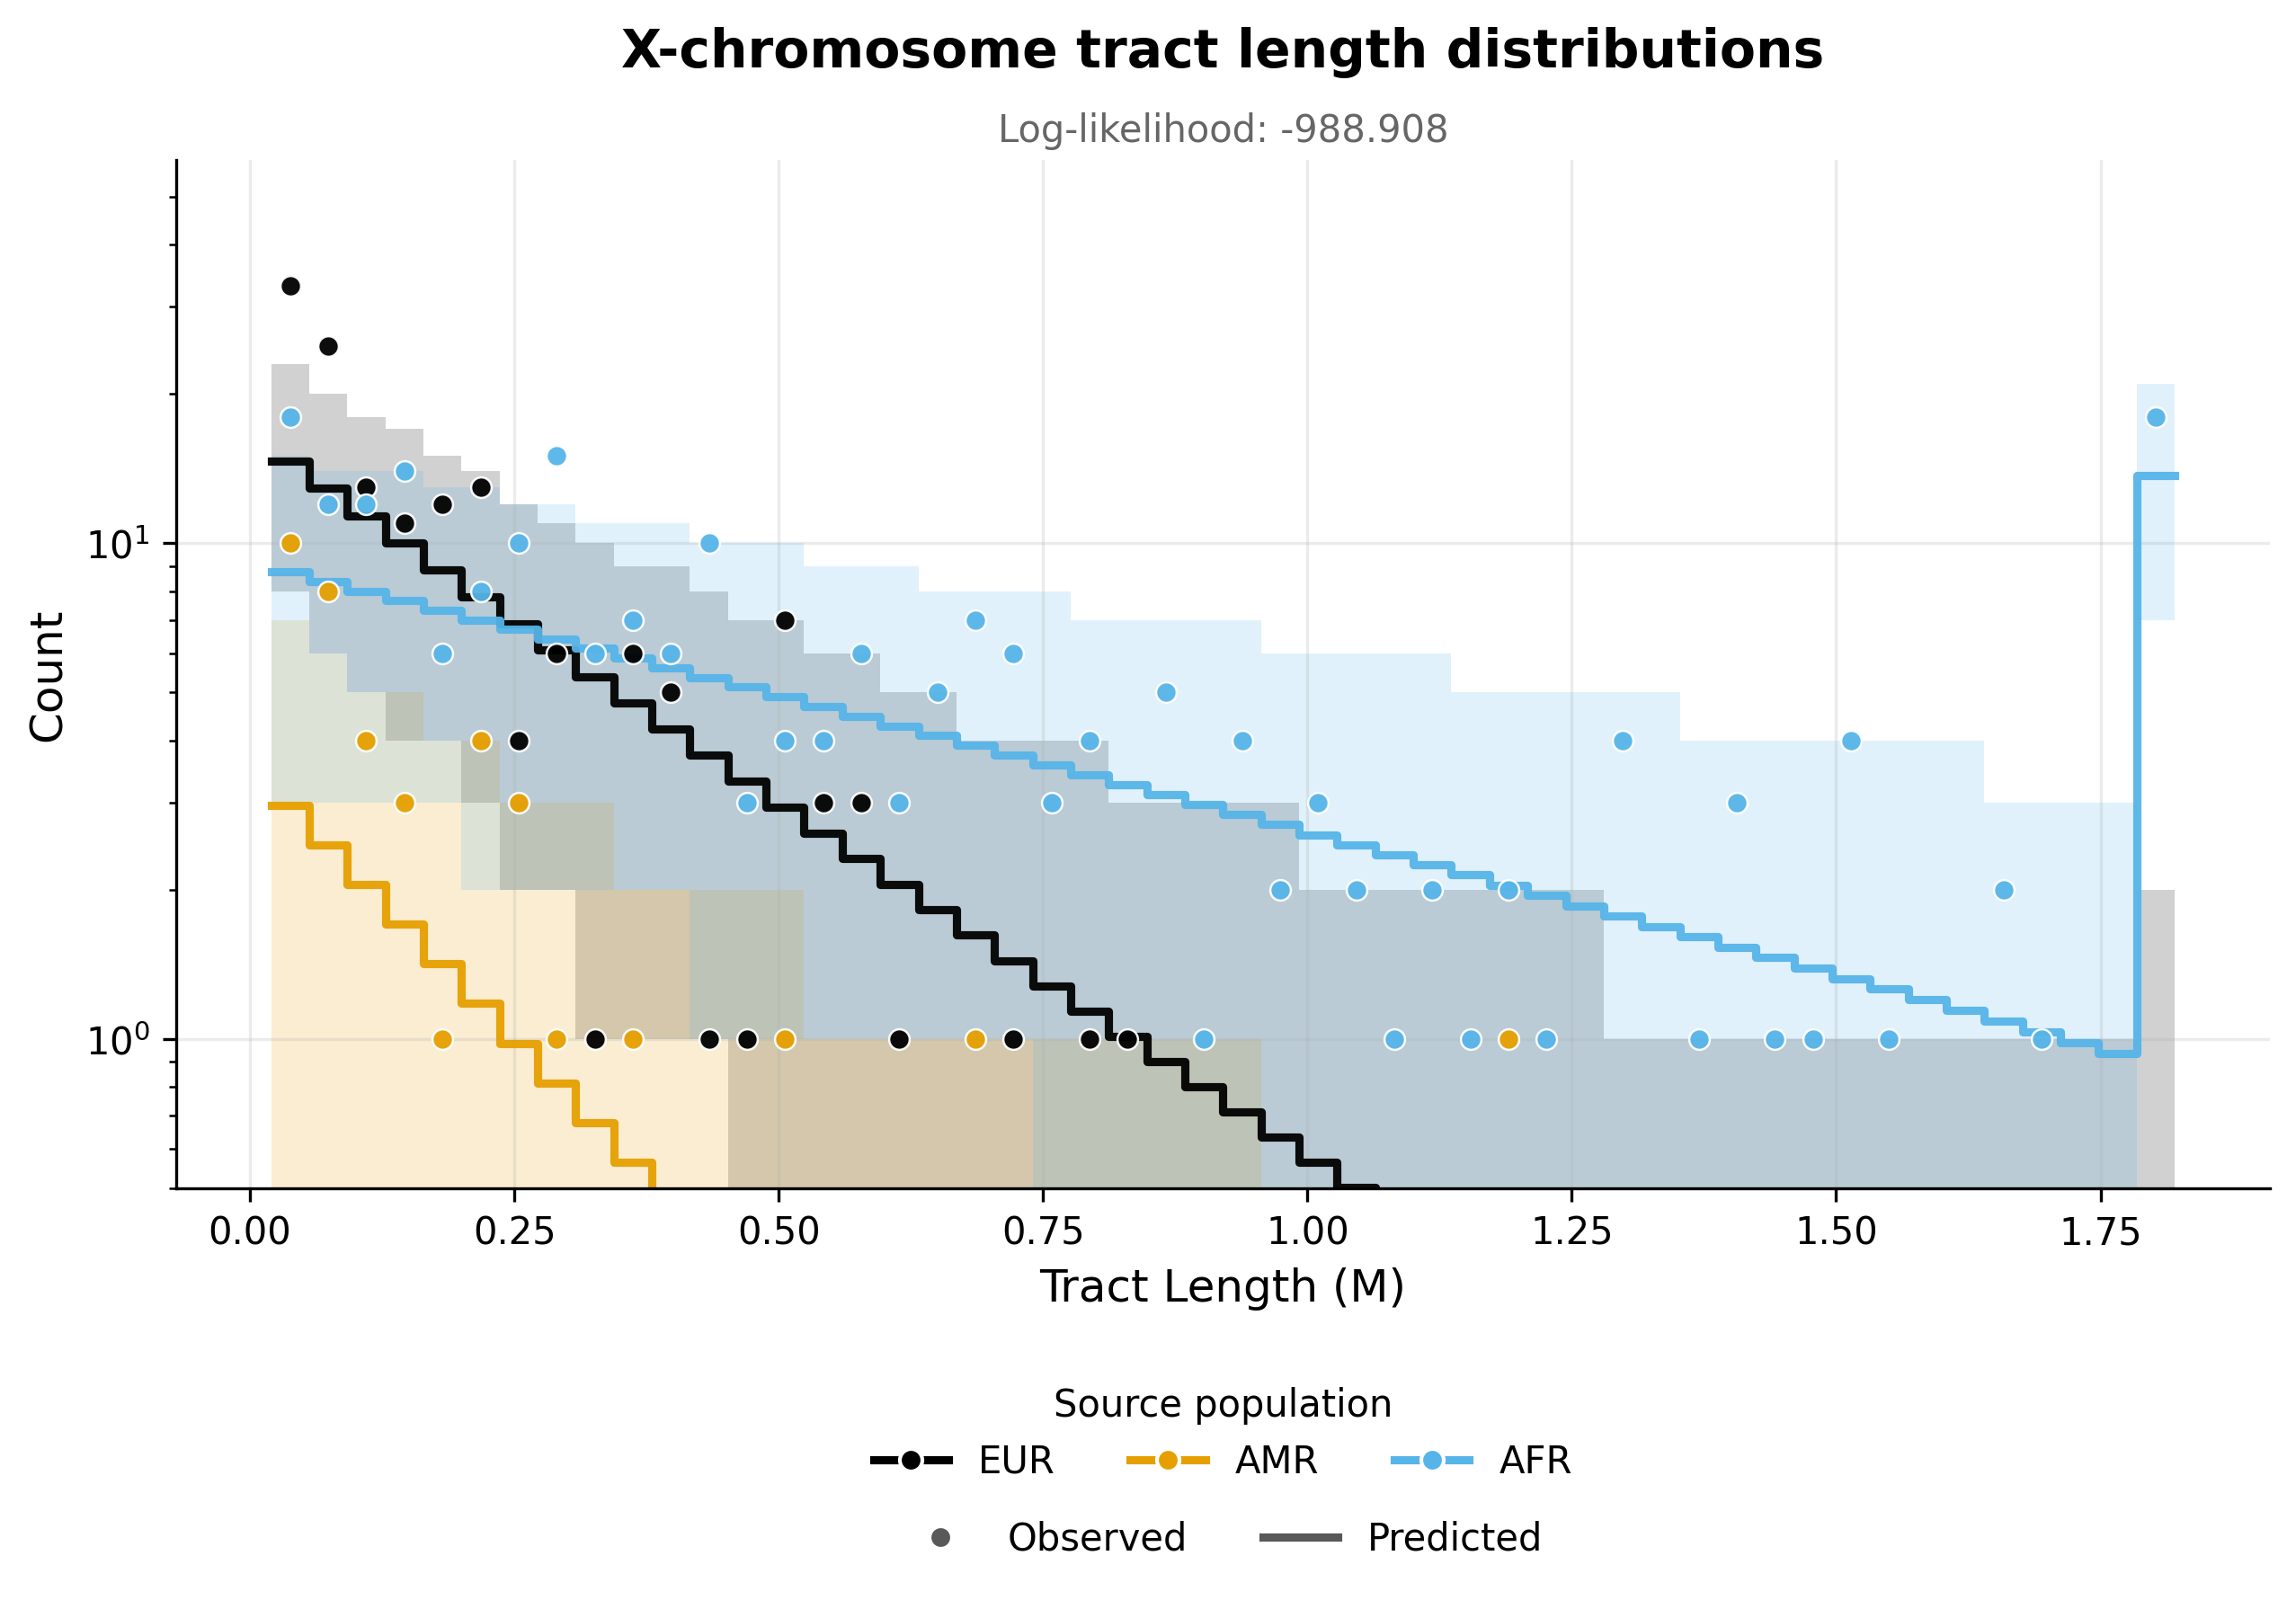 X-chromosome tract length distributions
Log-likelihood: -988.908
Count
10¹
10⁰
0.00 0.25 0.50 0.75 1.00 1.25 1.50 1.75
Tract Length (M)
Source population
EUR AMR AFR
Observed Predicted